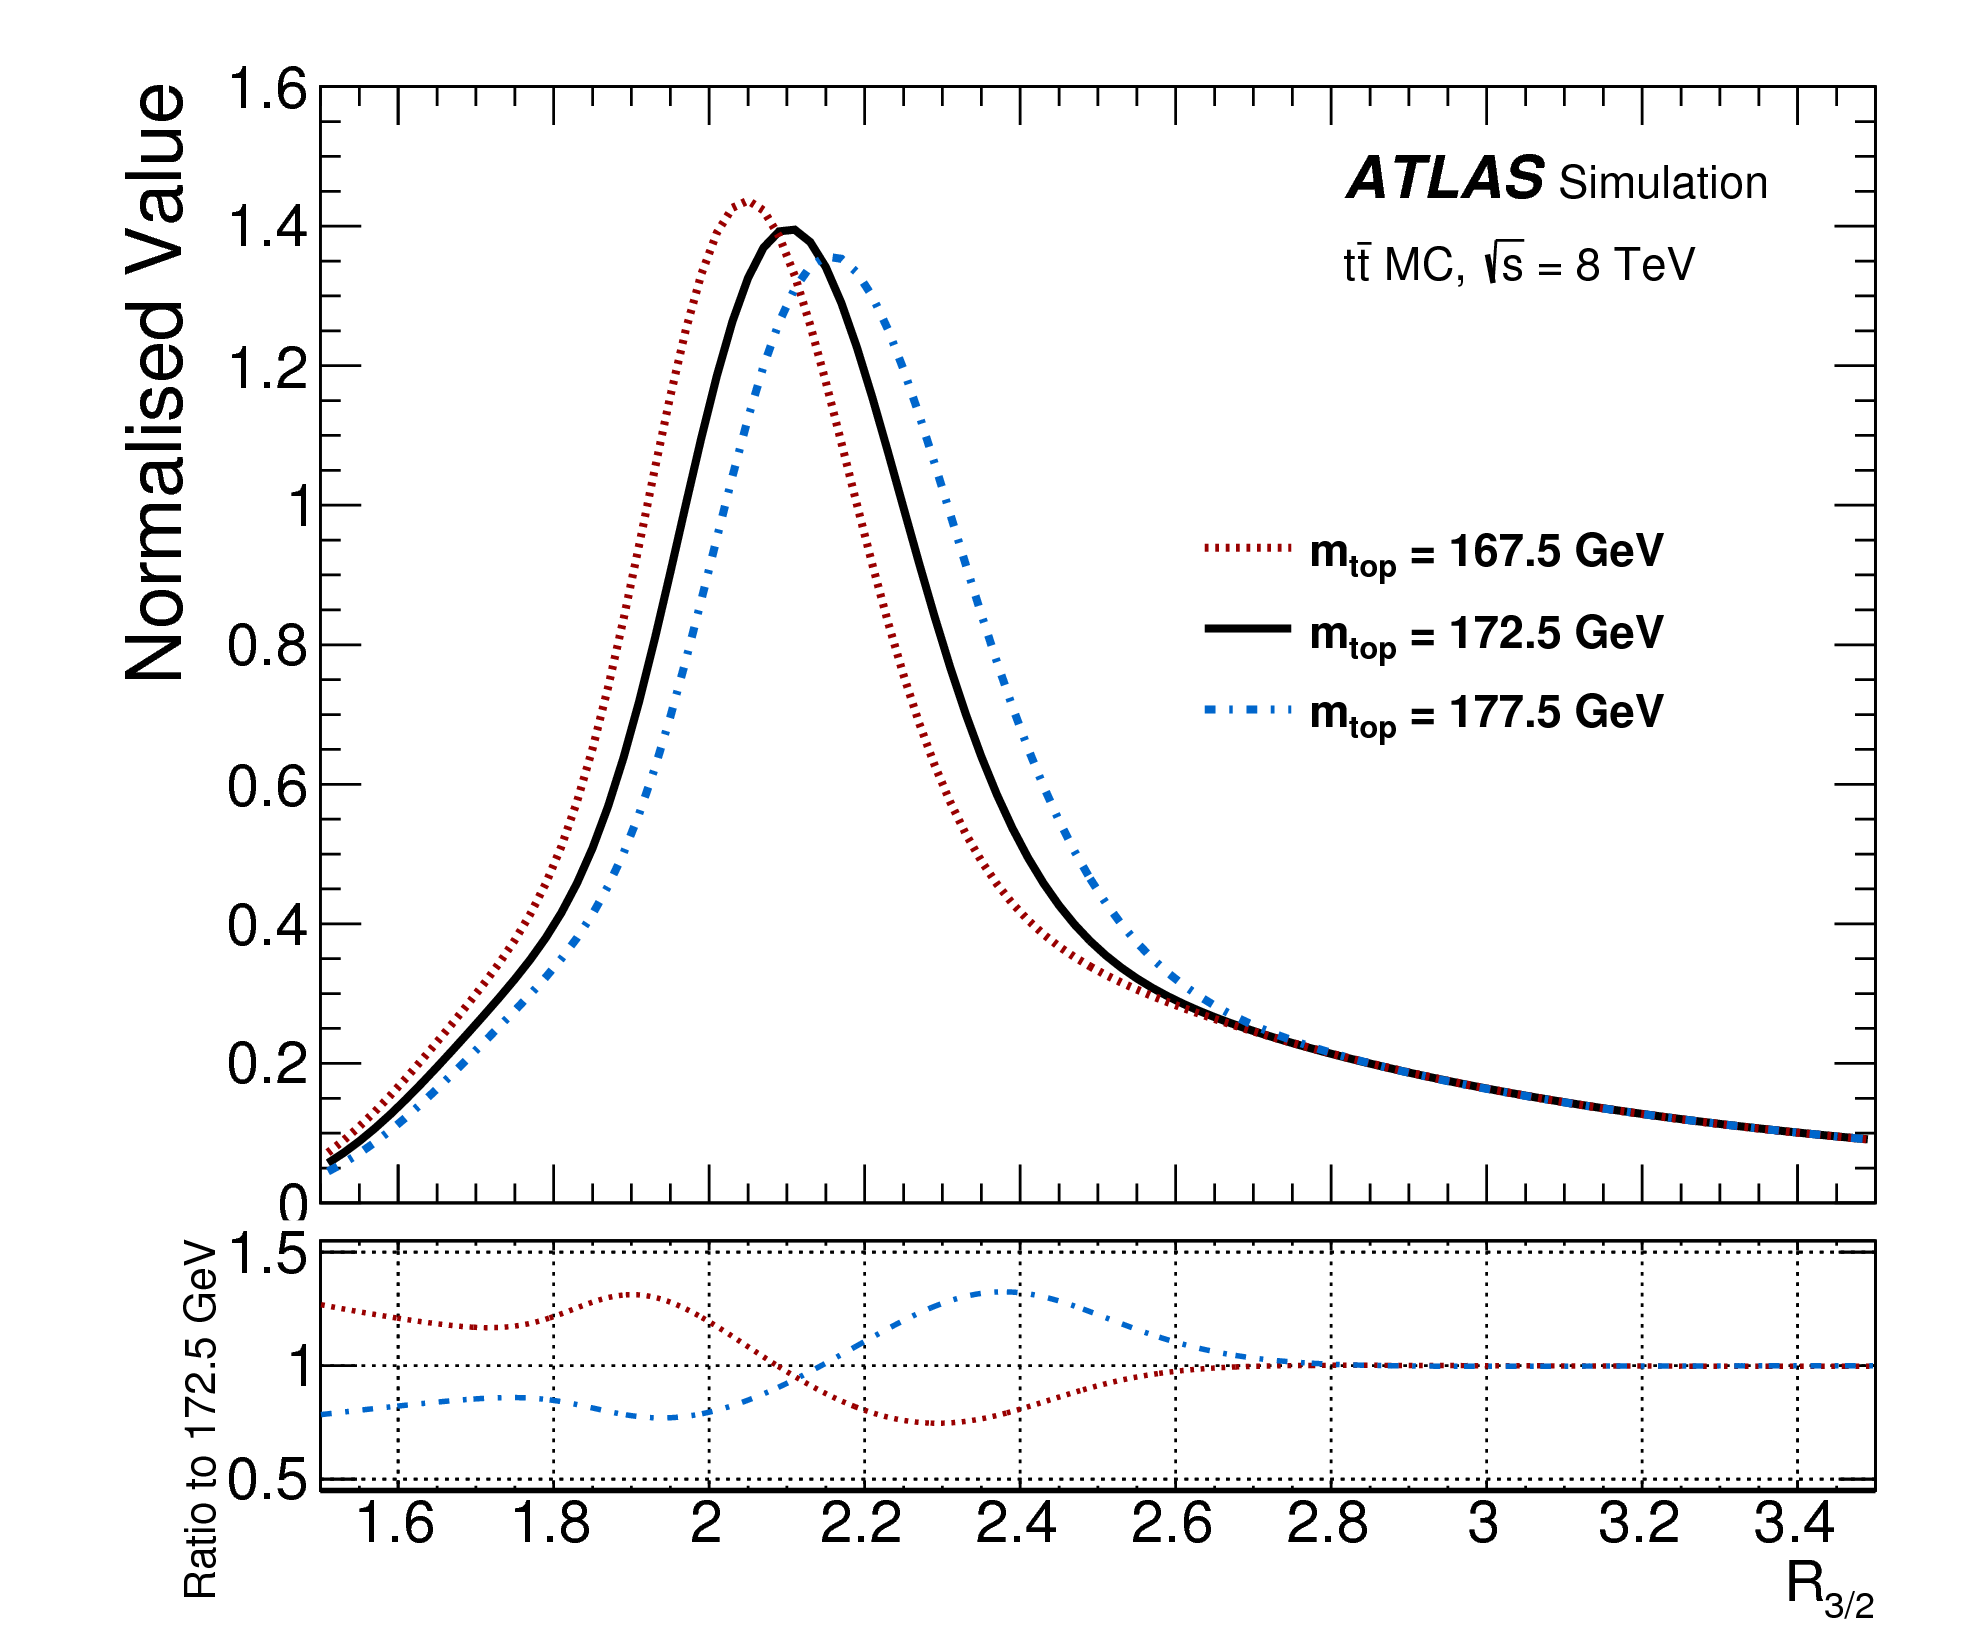 Normalised Value
1.6
1.4
1.2
1
0.8
0.6
0.4
0.2
0
ATLAS Simulation
tt̄ MC, √s = 8 TeV
m_top = 167.5 GeV
m_top = 172.5 GeV
m_top = 177.5 GeV
Ratio to 172.5 GeV
1.5
1
0.5
1.6 1.8 2 2.2 2.4 2.6 2.8 3 3.2 3.4
R_3/2